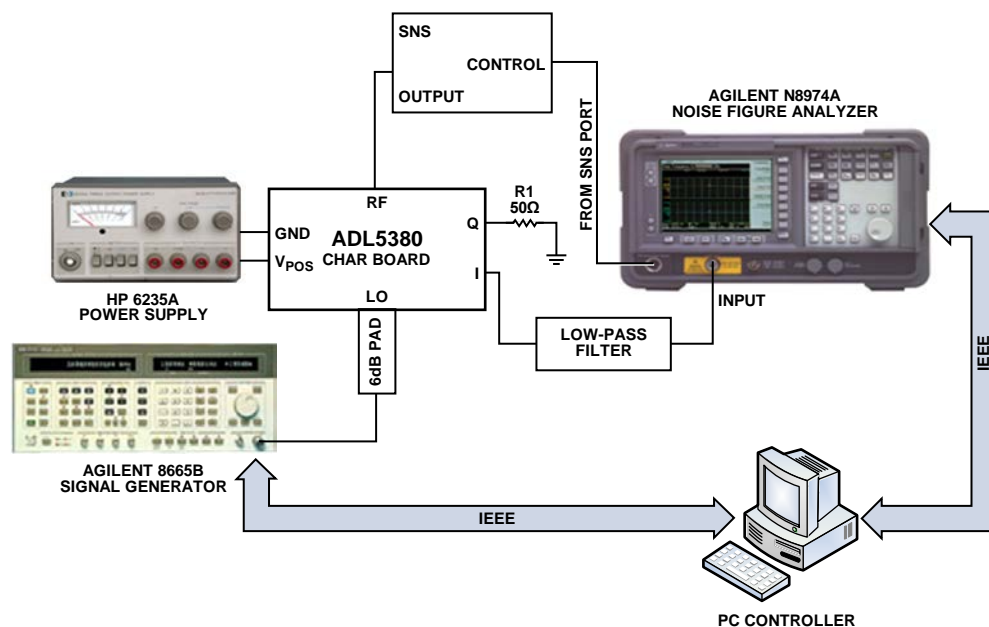 SNS
CONTROL
OUTPUT
AGILENT N8974A
NOISE FIGURE ANALYZER
FROM SNS PORT
RF
GND
ADL5380
CHAR BOARD
VPOS
Q
I
LO
R1
50Ω
HP 6235A
POWER SUPPLY
6dB PAD
LOW-PASS
FILTER
INPUT
IEEE
AGILENT 8665B
SIGNAL GENERATOR
IEEE
PC CONTROLLER